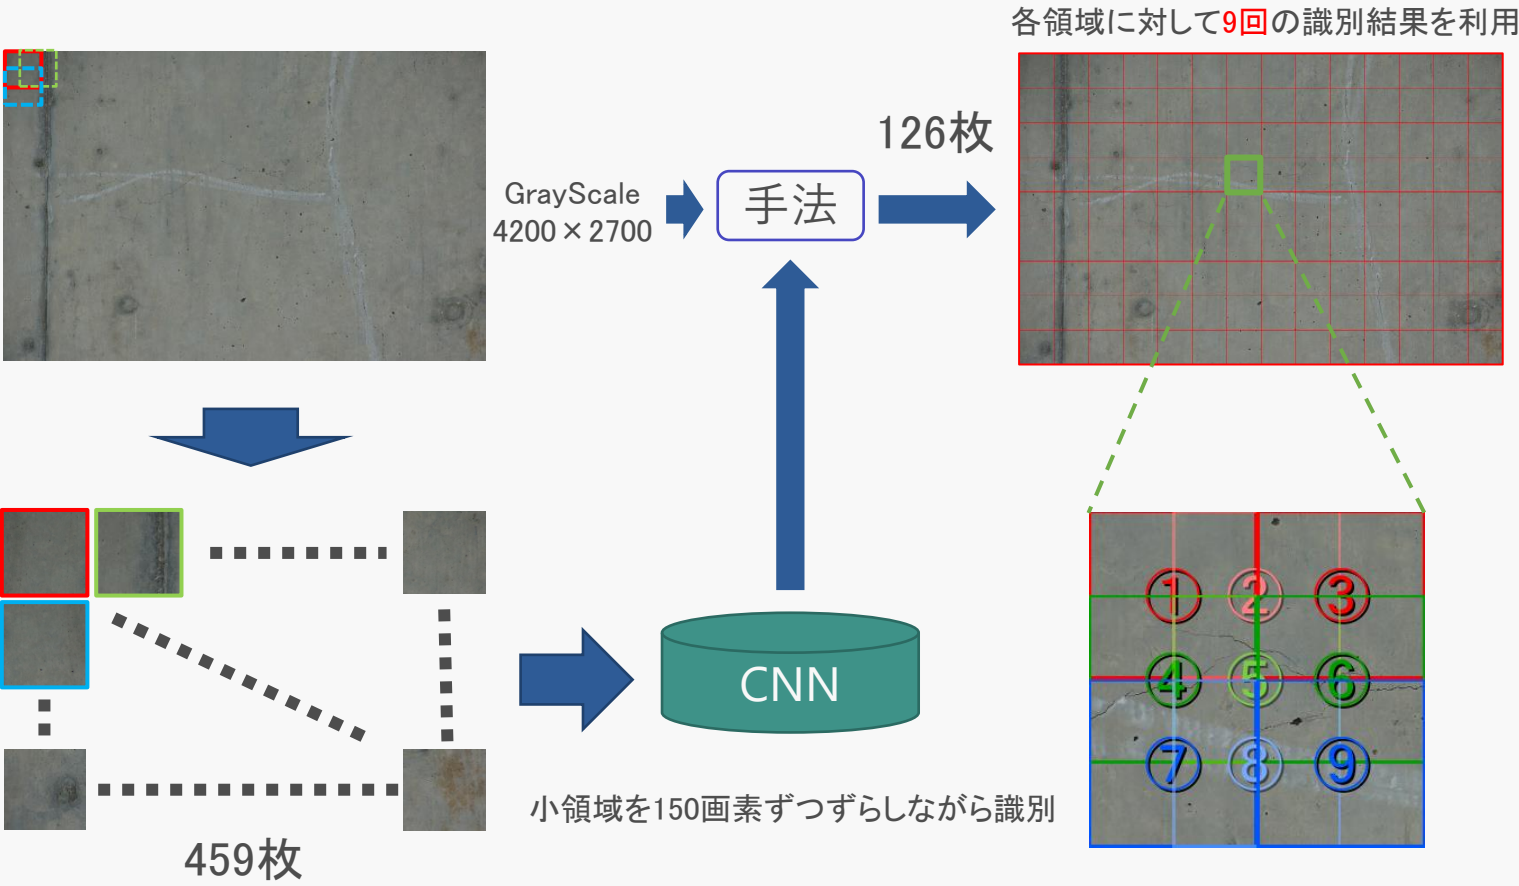 各領域に対して9回の識別結果を利用
126枚
GrayScale
4200×2700
手法
CNN
① ② ③
④ ⑤ ⑥
⑦ ⑧ ⑨
小領域を150画素ずつずらしながら識別
459枚